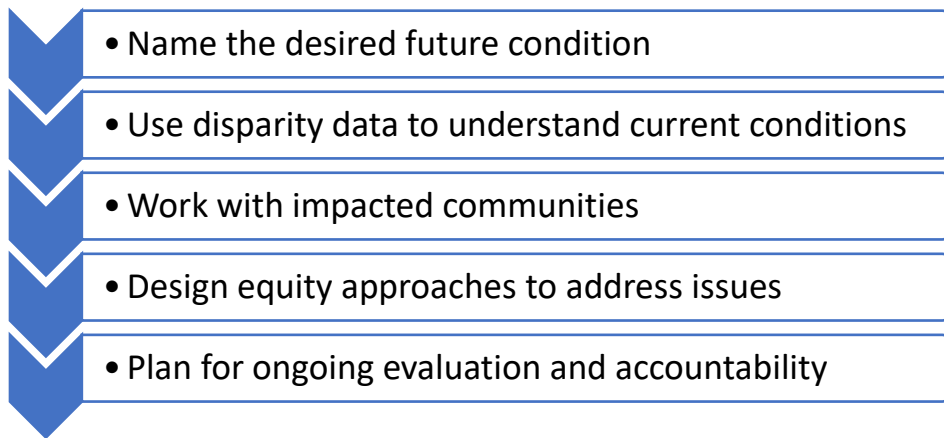 • Name the desired future condition
• Use disparity data to understand current conditions
• Work with impacted communities
• Design equity approaches to address issues
• Plan for ongoing evaluation and accountability